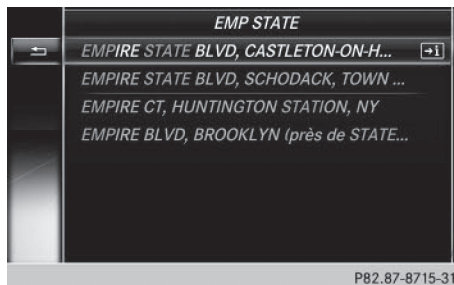 EMP STATE
EMPIRE STATE BLVD, CASTLETON-ON-H...
EMPIRE STATE BLVD, SCHODACK, TOWN ...
EMPIRE CT, HUNTINGTON STATION, NY
EMPIRE BLVD, BROOKLYN (près de STATE...
P82.87-8715-31